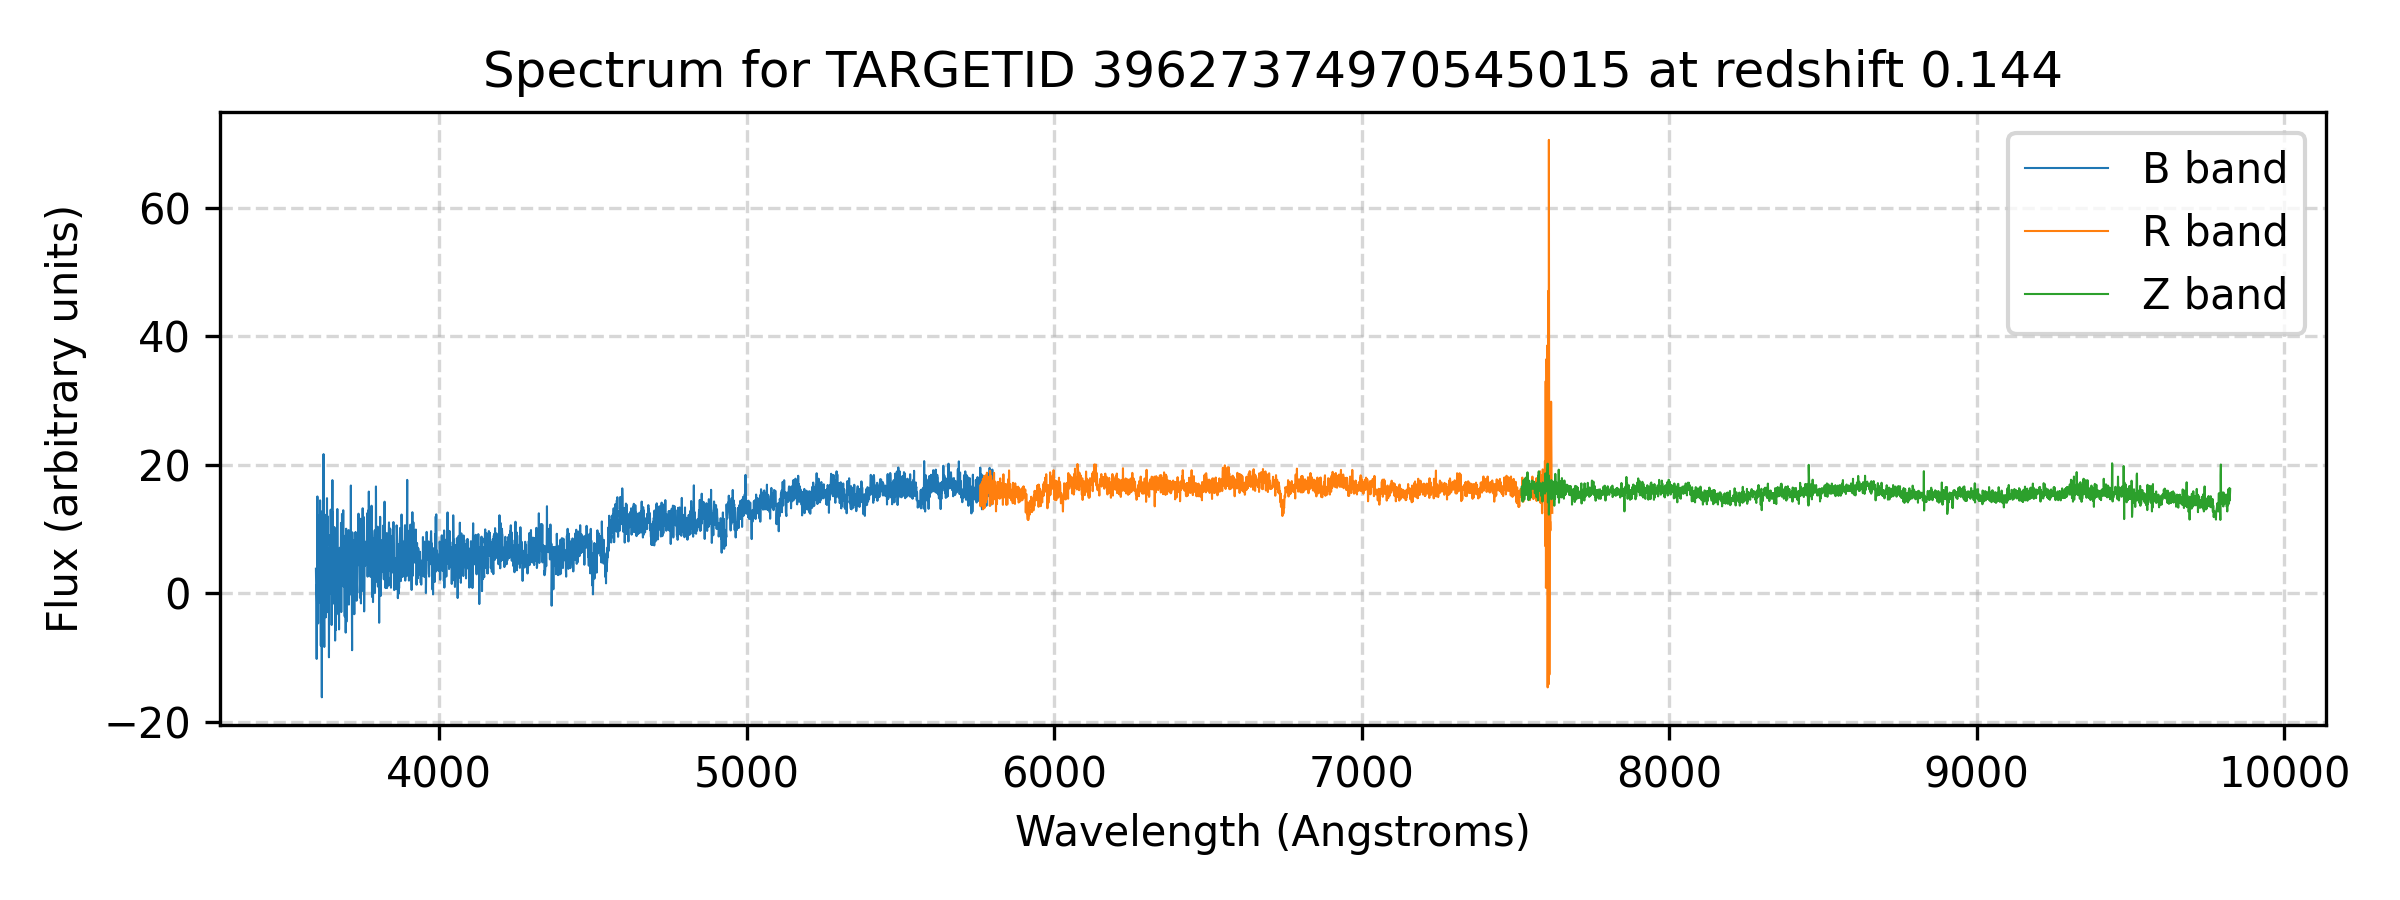 Spectrum for TARGETID 39627374970545015 at redshift 0.144
B band
R band
Z band
60
40
20
0
−20
Flux (arbitrary units)
4000 5000 6000 7000 8000 9000 10000
Wavelength (Angstroms)